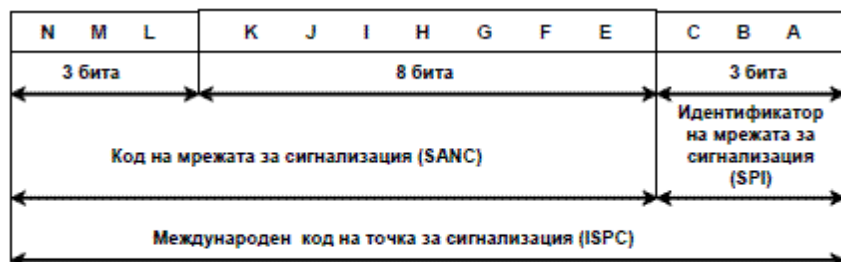 N M L K J I H G F E C B A
3 бита 8 бита 3 бита
Идентификатор
на мрежата за
сигнализация
(SPI)
Код на мрежата за сигнализация (SANC)
Международен код на точка за сигнализация (ISPC)